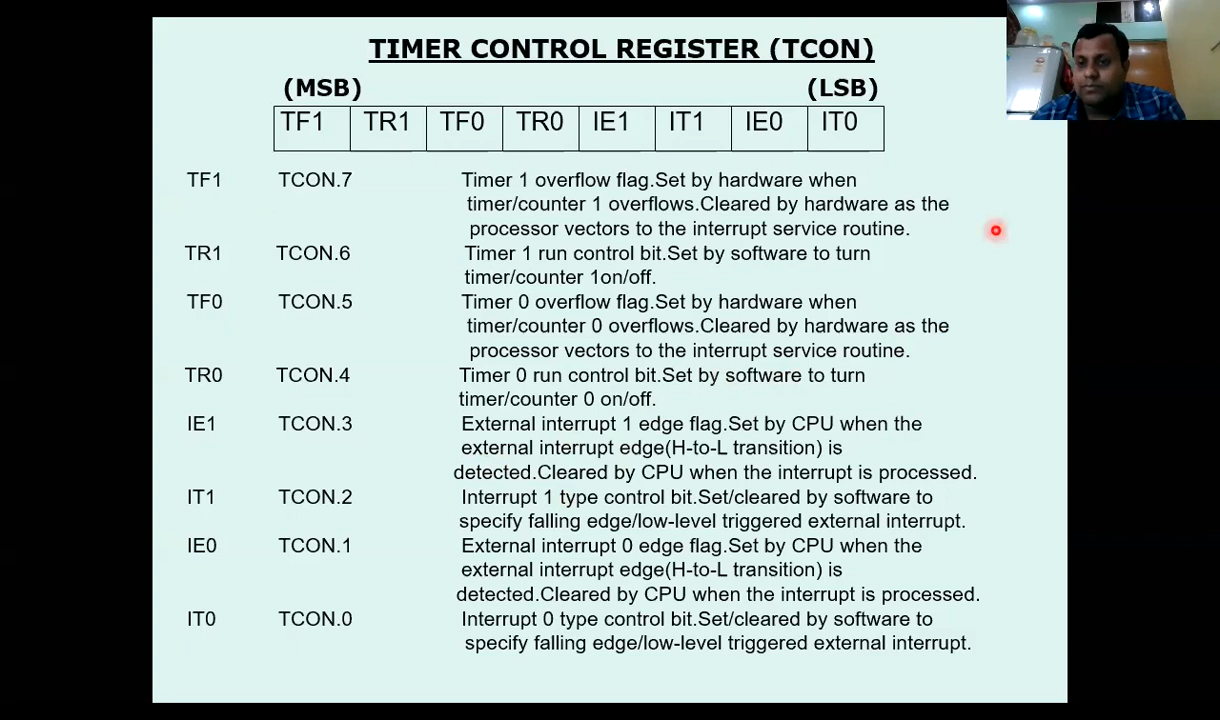 TIMER CONTROL REGISTER (TCON)
(MSB) (LSB)
TF1 TR1 TF0 TR0 IE1 IT1 IE0 IT0
TF1 TCON.7 Timer 1 overflow flag.Set by hardware when
timer/counter 1 overflows.Cleared by hardware as the
processor vectors to the interrupt service routine.
TR1 TCON.6 Timer 1 run control bit.Set by software to turn
timer/counter 1on/off.
TF0 TCON.5 Timer 0 overflow flag.Set by hardware when
timer/counter 0 overflows.Cleared by hardware as the
processor vectors to the interrupt service routine.
TR0 TCON.4 Timer 0 run control bit.Set by software to turn
timer/counter 0 on/off.
IE1 TCON.3 External interrupt 1 edge flag.Set by CPU when the
external interrupt edge(H-to-L transition) is
detected.Cleared by CPU when the interrupt is processed.
IT1 TCON.2 Interrupt 1 type control bit.Set/cleared by software to
specify falling edge/low-level triggered external interrupt.
IE0 TCON.1 External interrupt 0 edge flag.Set by CPU when the
external interrupt edge(H-to-L transition) is
detected.Cleared by CPU when the interrupt is processed.
IT0 TCON.0 Interrupt 0 type control bit.Set/cleared by software to
specify falling edge/low-level triggered external interrupt.